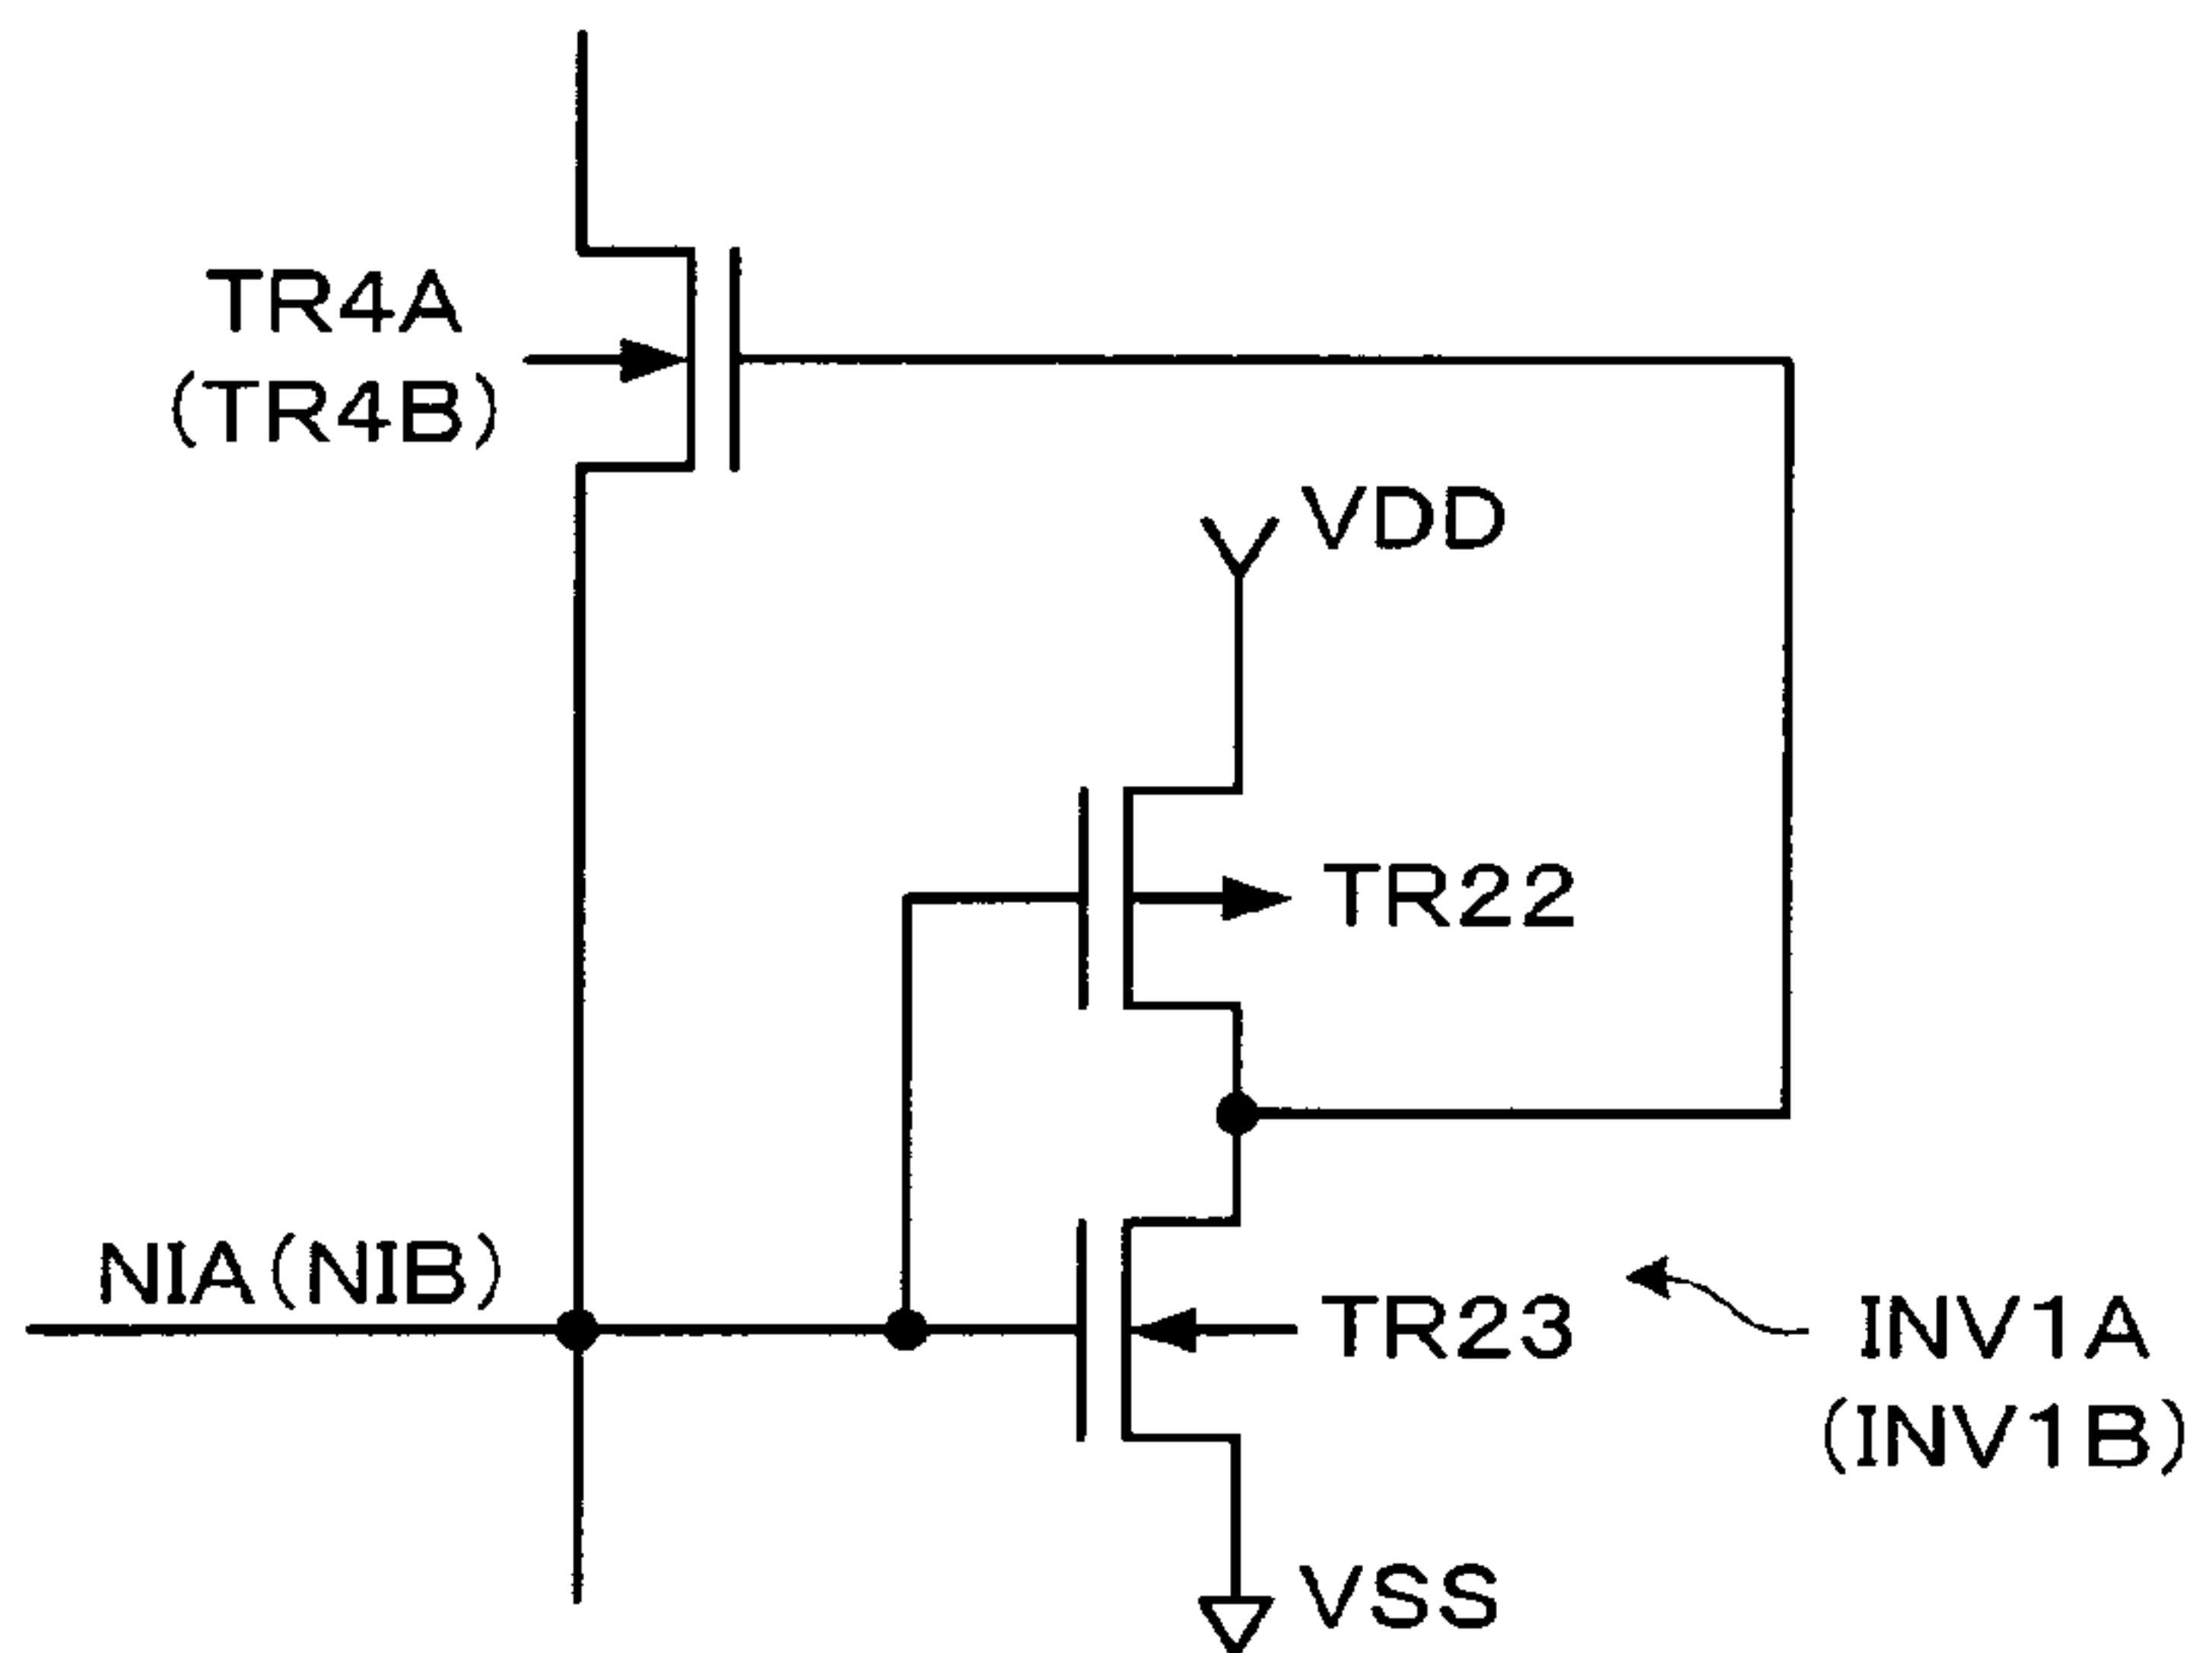 TR4A
(TR4B)
VDD
TR22
NIA(NIB)
TR23
INV1A
(INV1B)
VSS